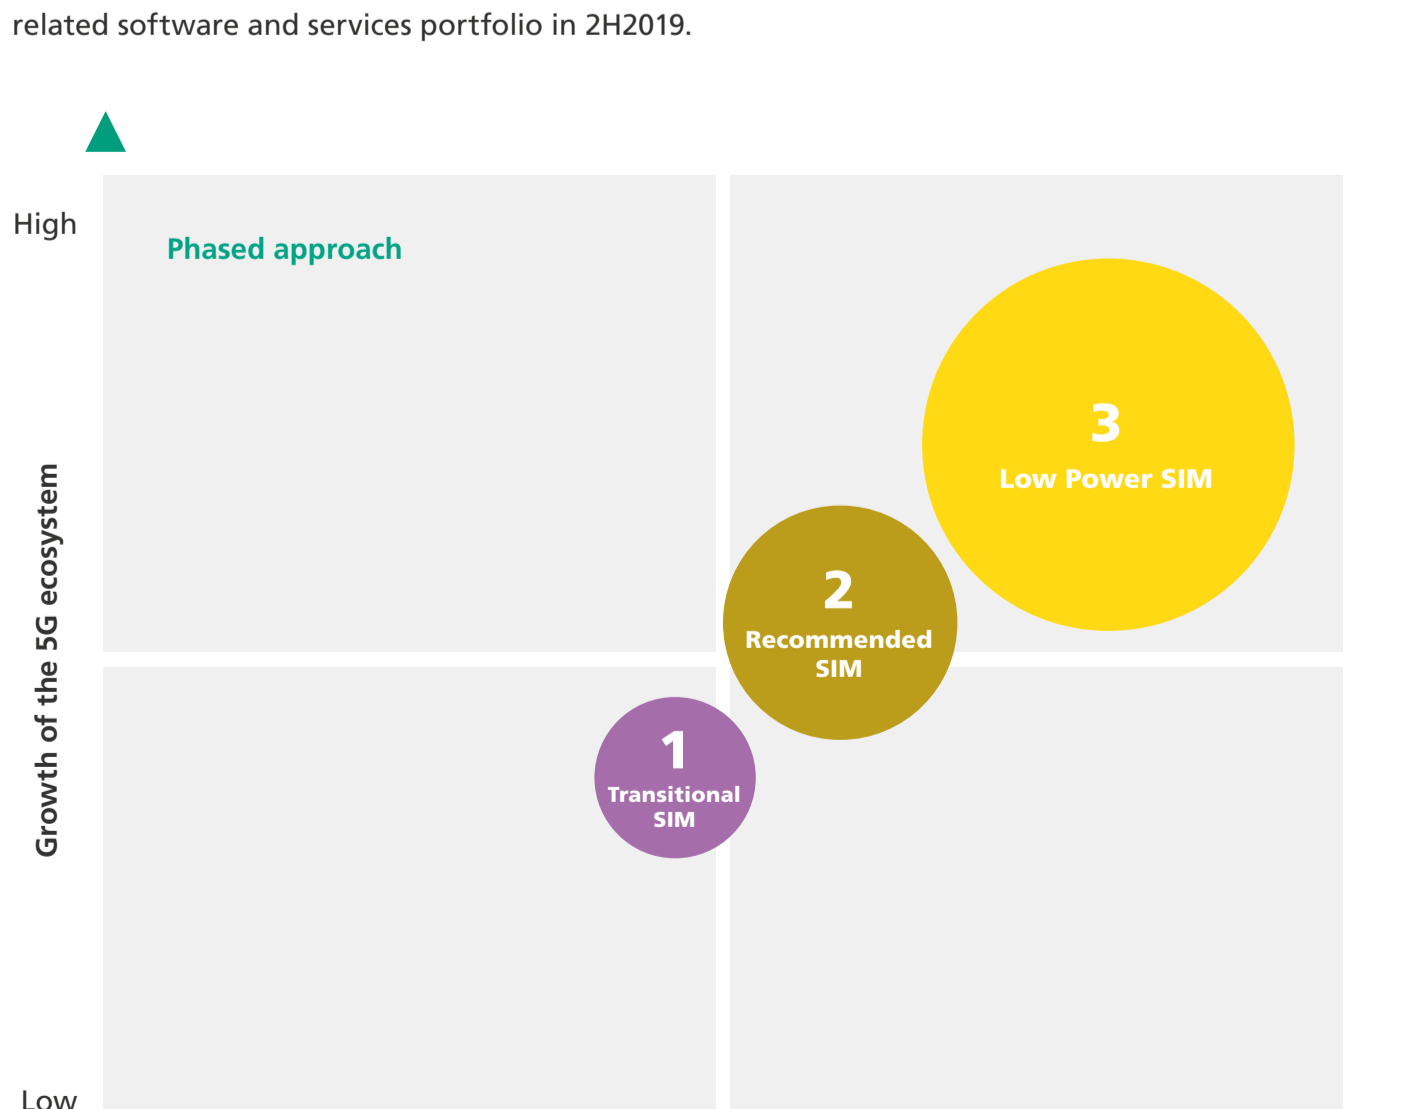 related software and services portfolio in 2H2019.
High
Phased approach
3
Low Power SIM
2
Recommended
SIM
1
Transitional
SIM
Growth of the 5G ecosystem
Low